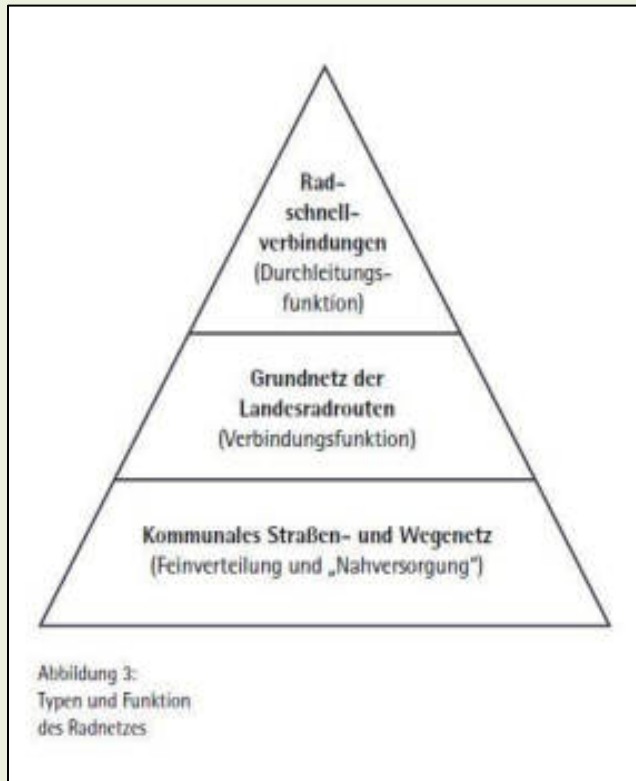 Rad-
schnell-
verbindungen
(Durchleitungs-
funktion)
Grundnetz der
Landesradrouten
(Verbindungsfunktion)
Kommunales Straßen- und Wegenetz
(Feinverteilung und „Nahversorgung“)
Abbildung 3:
Typen und Funktion
des Radnetzes